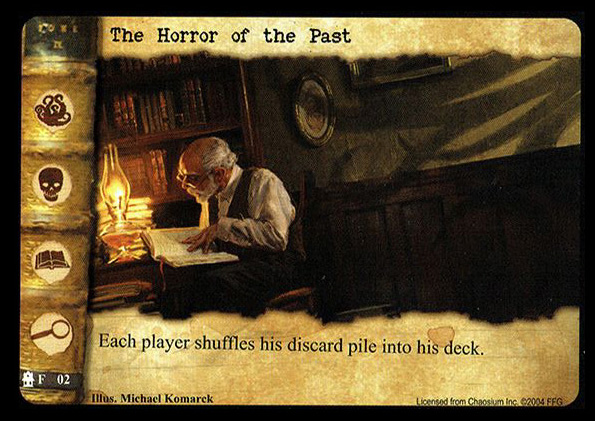 The Horror of the Past
Each player shuffles his discard pile into his deck.
F 02
Illus. Michael Komarck
Licensed from Chaosium Inc. ©2004 FFG